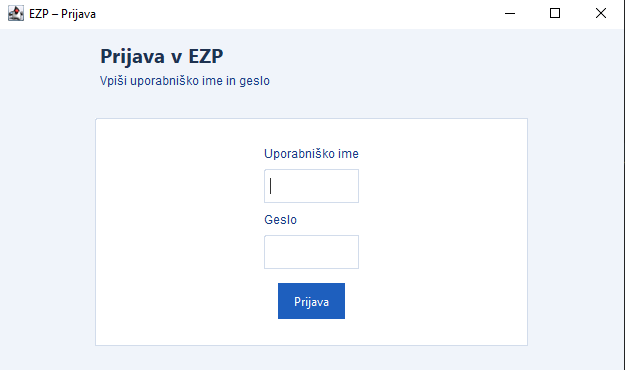 EZP – Prijava
Prijava v EZP
Vpiši uporabniško ime in geslo
Uporabniško ime
Geslo
Prijava